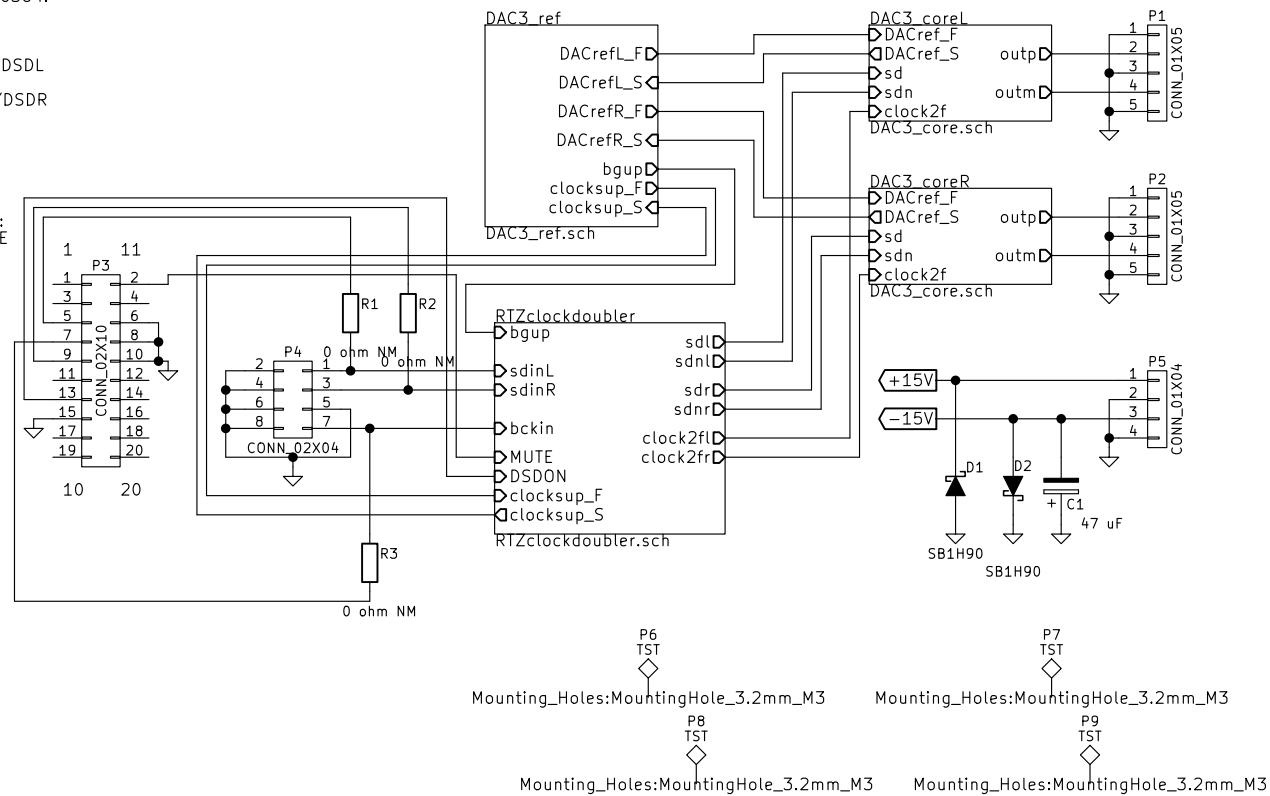 DSDL
DSDR
E
DAC3_ref
DACrefL_F
DACrefL_S
DACrefR_F
DACrefR_S
bgup
clocksup_F
clocksup_S
DAC3_ref.sch
DAC3_coreL
DACref_F
DACref_S
sd
sdn
clock2f
outp
outm
DAC3_core.sch
P1
1
2
3
4
5
CONN_01X05
DAC3_coreR
DACref_F
DACref_S
sd
sdn
clock2f
outp
outm
DAC3_core.sch
P2
1
2
3
4
5
CONN_01X05
1 11
P3
1 2
3 4
5 6
7 8
9 10
11 12
13 14
15 16
17 18
19 20
CONN_02X10
10 20
R1
0 ohm NM
R2
0 ohm NM
P4
2 1
4 3
6 5
8 7
CONN_02X04
R3
0 ohm NM
RTZclockdoubler
bgup
sdinL
sdinR
bckin
MUTE
DSDON
clocksup_F
clocksup_S
sdl
sdnl
sdr
sdnr
clock2fl
clock2fr
RTZclockdoubler.sch
+15V
-15V
P5
1
2
3
4
CONN_01X04
D1
SB1H90
D2
SB1H90
+
C1
47 uF
P6
TST
Mounting_Holes:MountingHole_3.2mm_M3
P7
TST
Mounting_Holes:MountingHole_3.2mm_M3
P8
TST
Mounting_Holes:MountingHole_3.2mm_M3
P9
TST
Mounting_Holes:MountingHole_3.2mm_M3